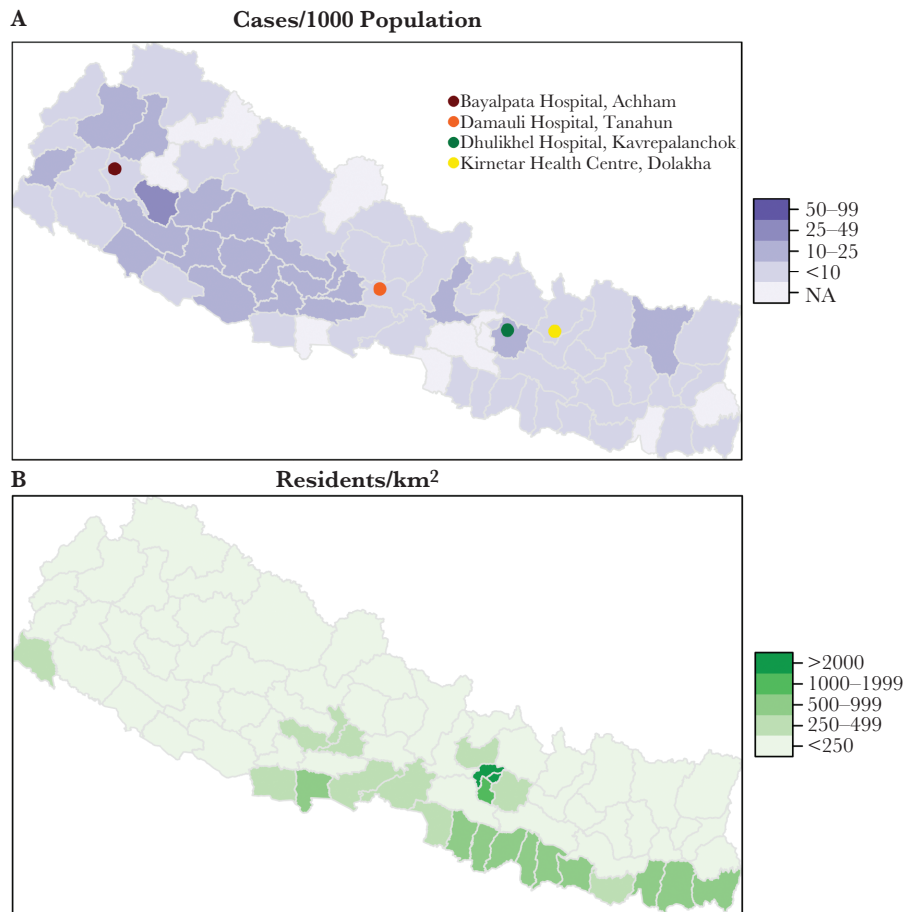 A
Cases/1000 Population
Bayalpata Hospital, Achham
Damauli Hospital, Tanahun
Dhulikhel Hospital, Kavrepalanchok
Kirnetar Health Centre, Dolakha
50–99
25–49
10–25
<10
NA
B
Residents/km²
>2000
1000–1999
500–999
250–499
<250